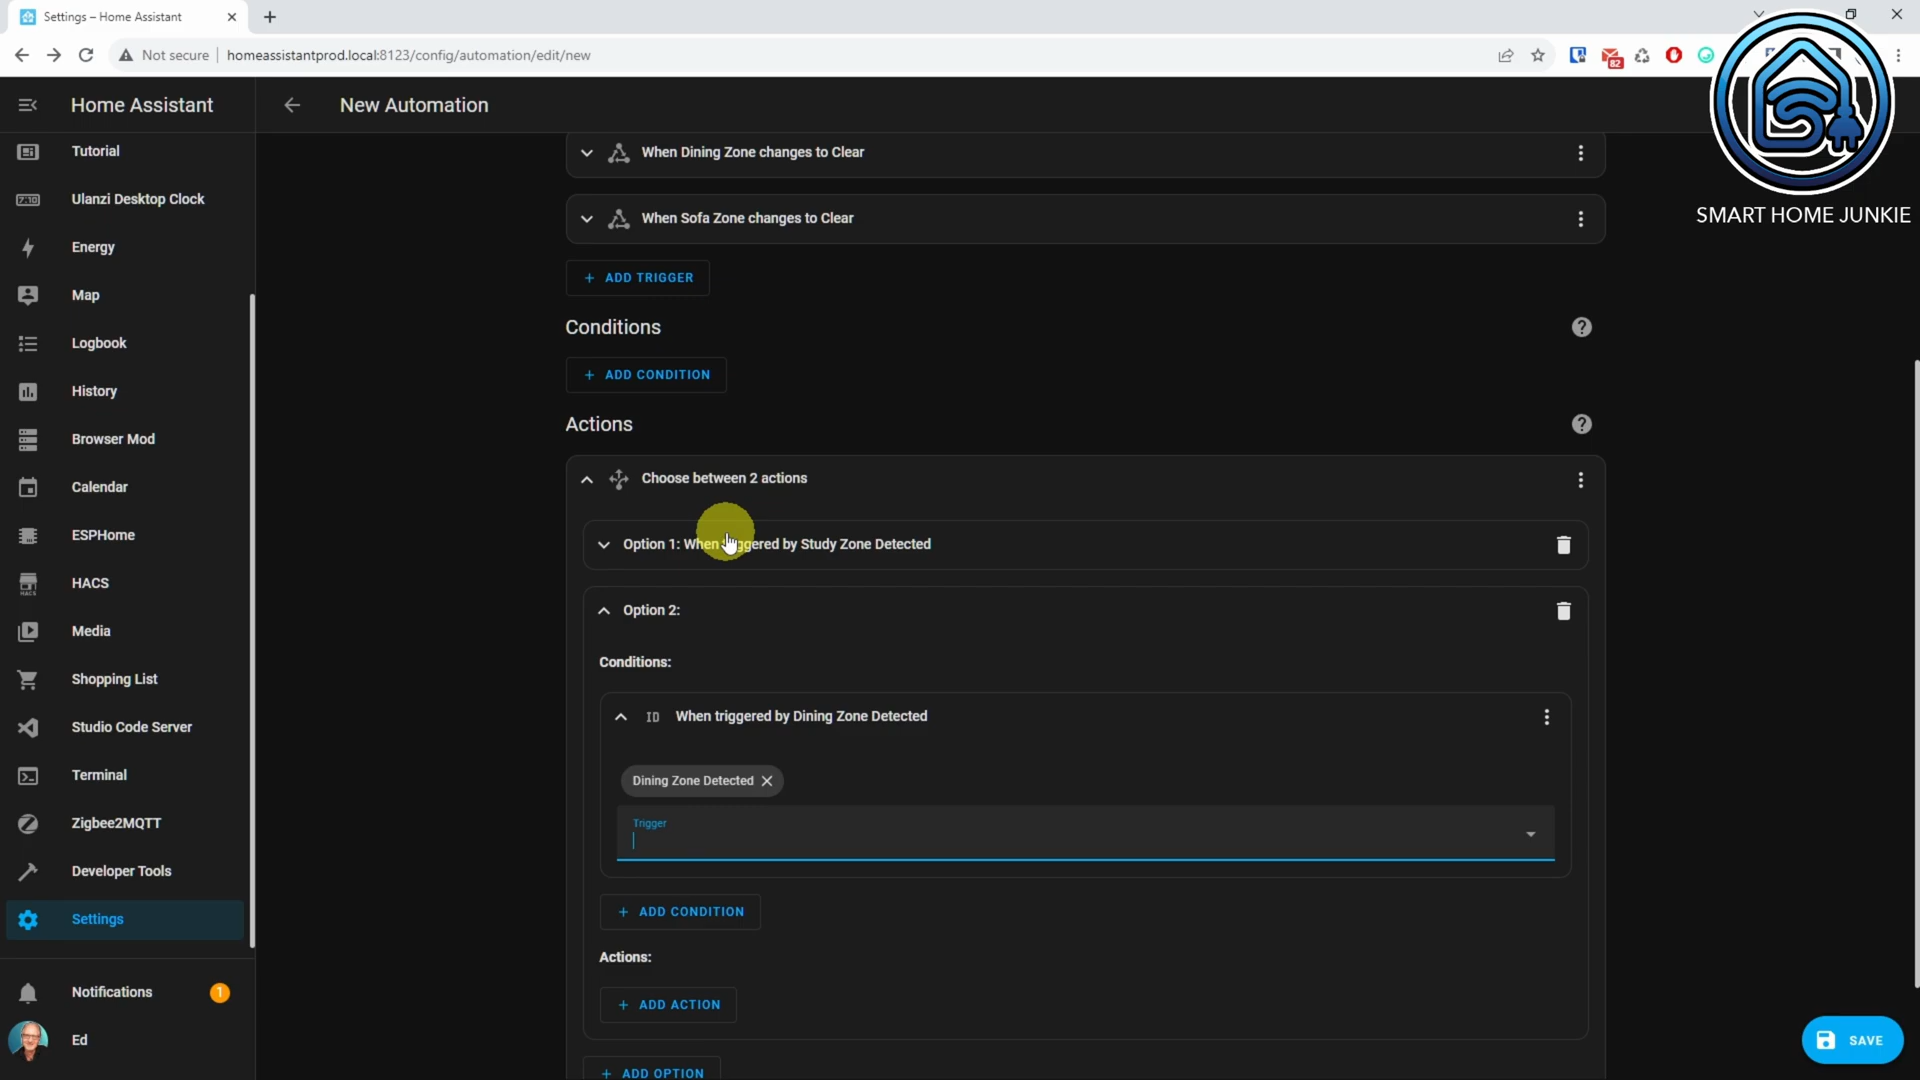 Settings – Home Assistant
Not secure
homeassistantprod.local:8123/config/automation/edit/new
82
SMART HOME JUNKIE
Home Assistant
New Automation
Tutorial
7:10
Ulanzi Desktop Clock
Energy
Map
Logbook
History
Browser Mod
Calendar
ESPHome
HACS
HACS
Media
Shopping List
Studio Code Server
Terminal
Zigbee2MQTT
Developer Tools
Settings
Notifications
1
Ed
When Dining Zone changes to Clear
When Sofa Zone changes to Clear
+ ADD TRIGGER
Conditions
?
+ ADD CONDITION
Actions
?
Choose between 2 actions
Option 1: When triggered by Study Zone Detected
Option 2:
Conditions:
ID When triggered by Dining Zone Detected
Dining Zone Detected
Trigger
+ ADD CONDITION
Actions:
+ ADD ACTION
+ ADD OPTION
SAVE